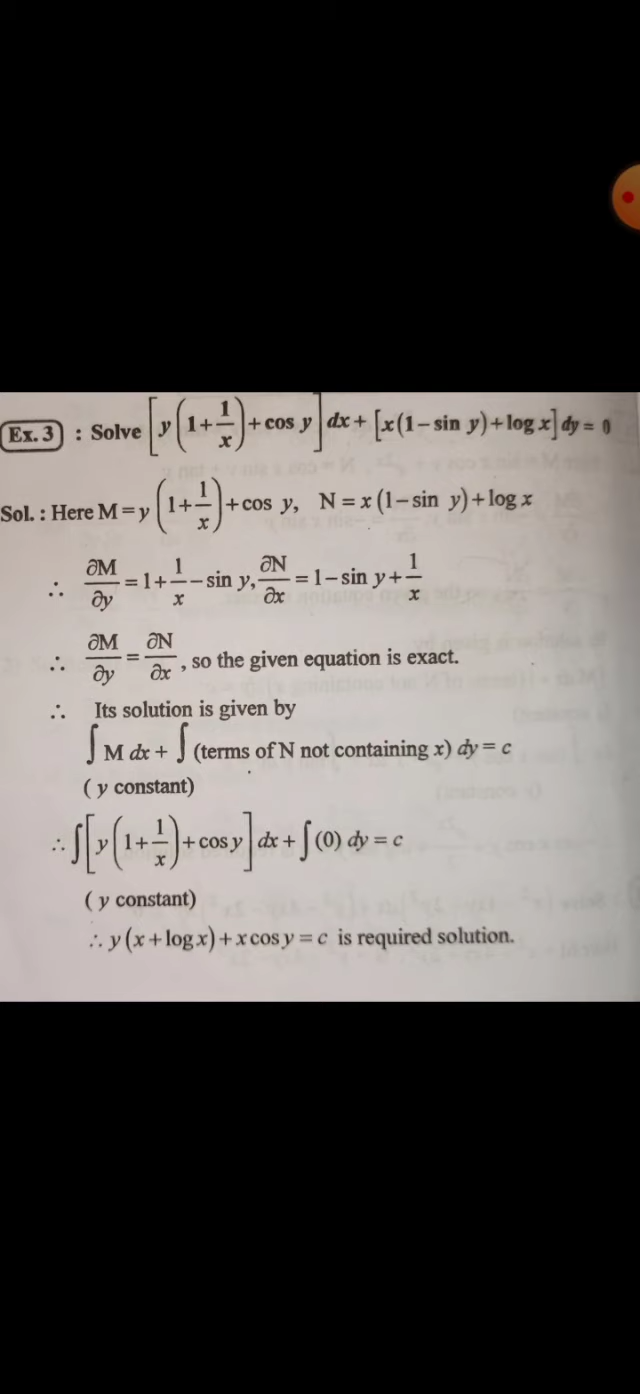 Ex. 3 : Solve [y(1+1/x)+cos y] dx + [x(1−sin y)+log x] dy = 0
Sol. : Here M = y(1+1/x)+cos y, N = x(1−sin y)+log x
∴ ∂M/∂y = 1+1/x−sin y, ∂N/∂x = 1−sin y+1/x
∴ ∂M/∂y = ∂N/∂x, so the given equation is exact.
∴ Its solution is given by
∫ M dx + ∫ (terms of N not containing x) dy = c
( y constant)
∴ ∫[y(1+1/x)+cos y] dx + ∫(0) dy = c
( y constant)
∴ y(x+log x)+x cos y = c is required solution.